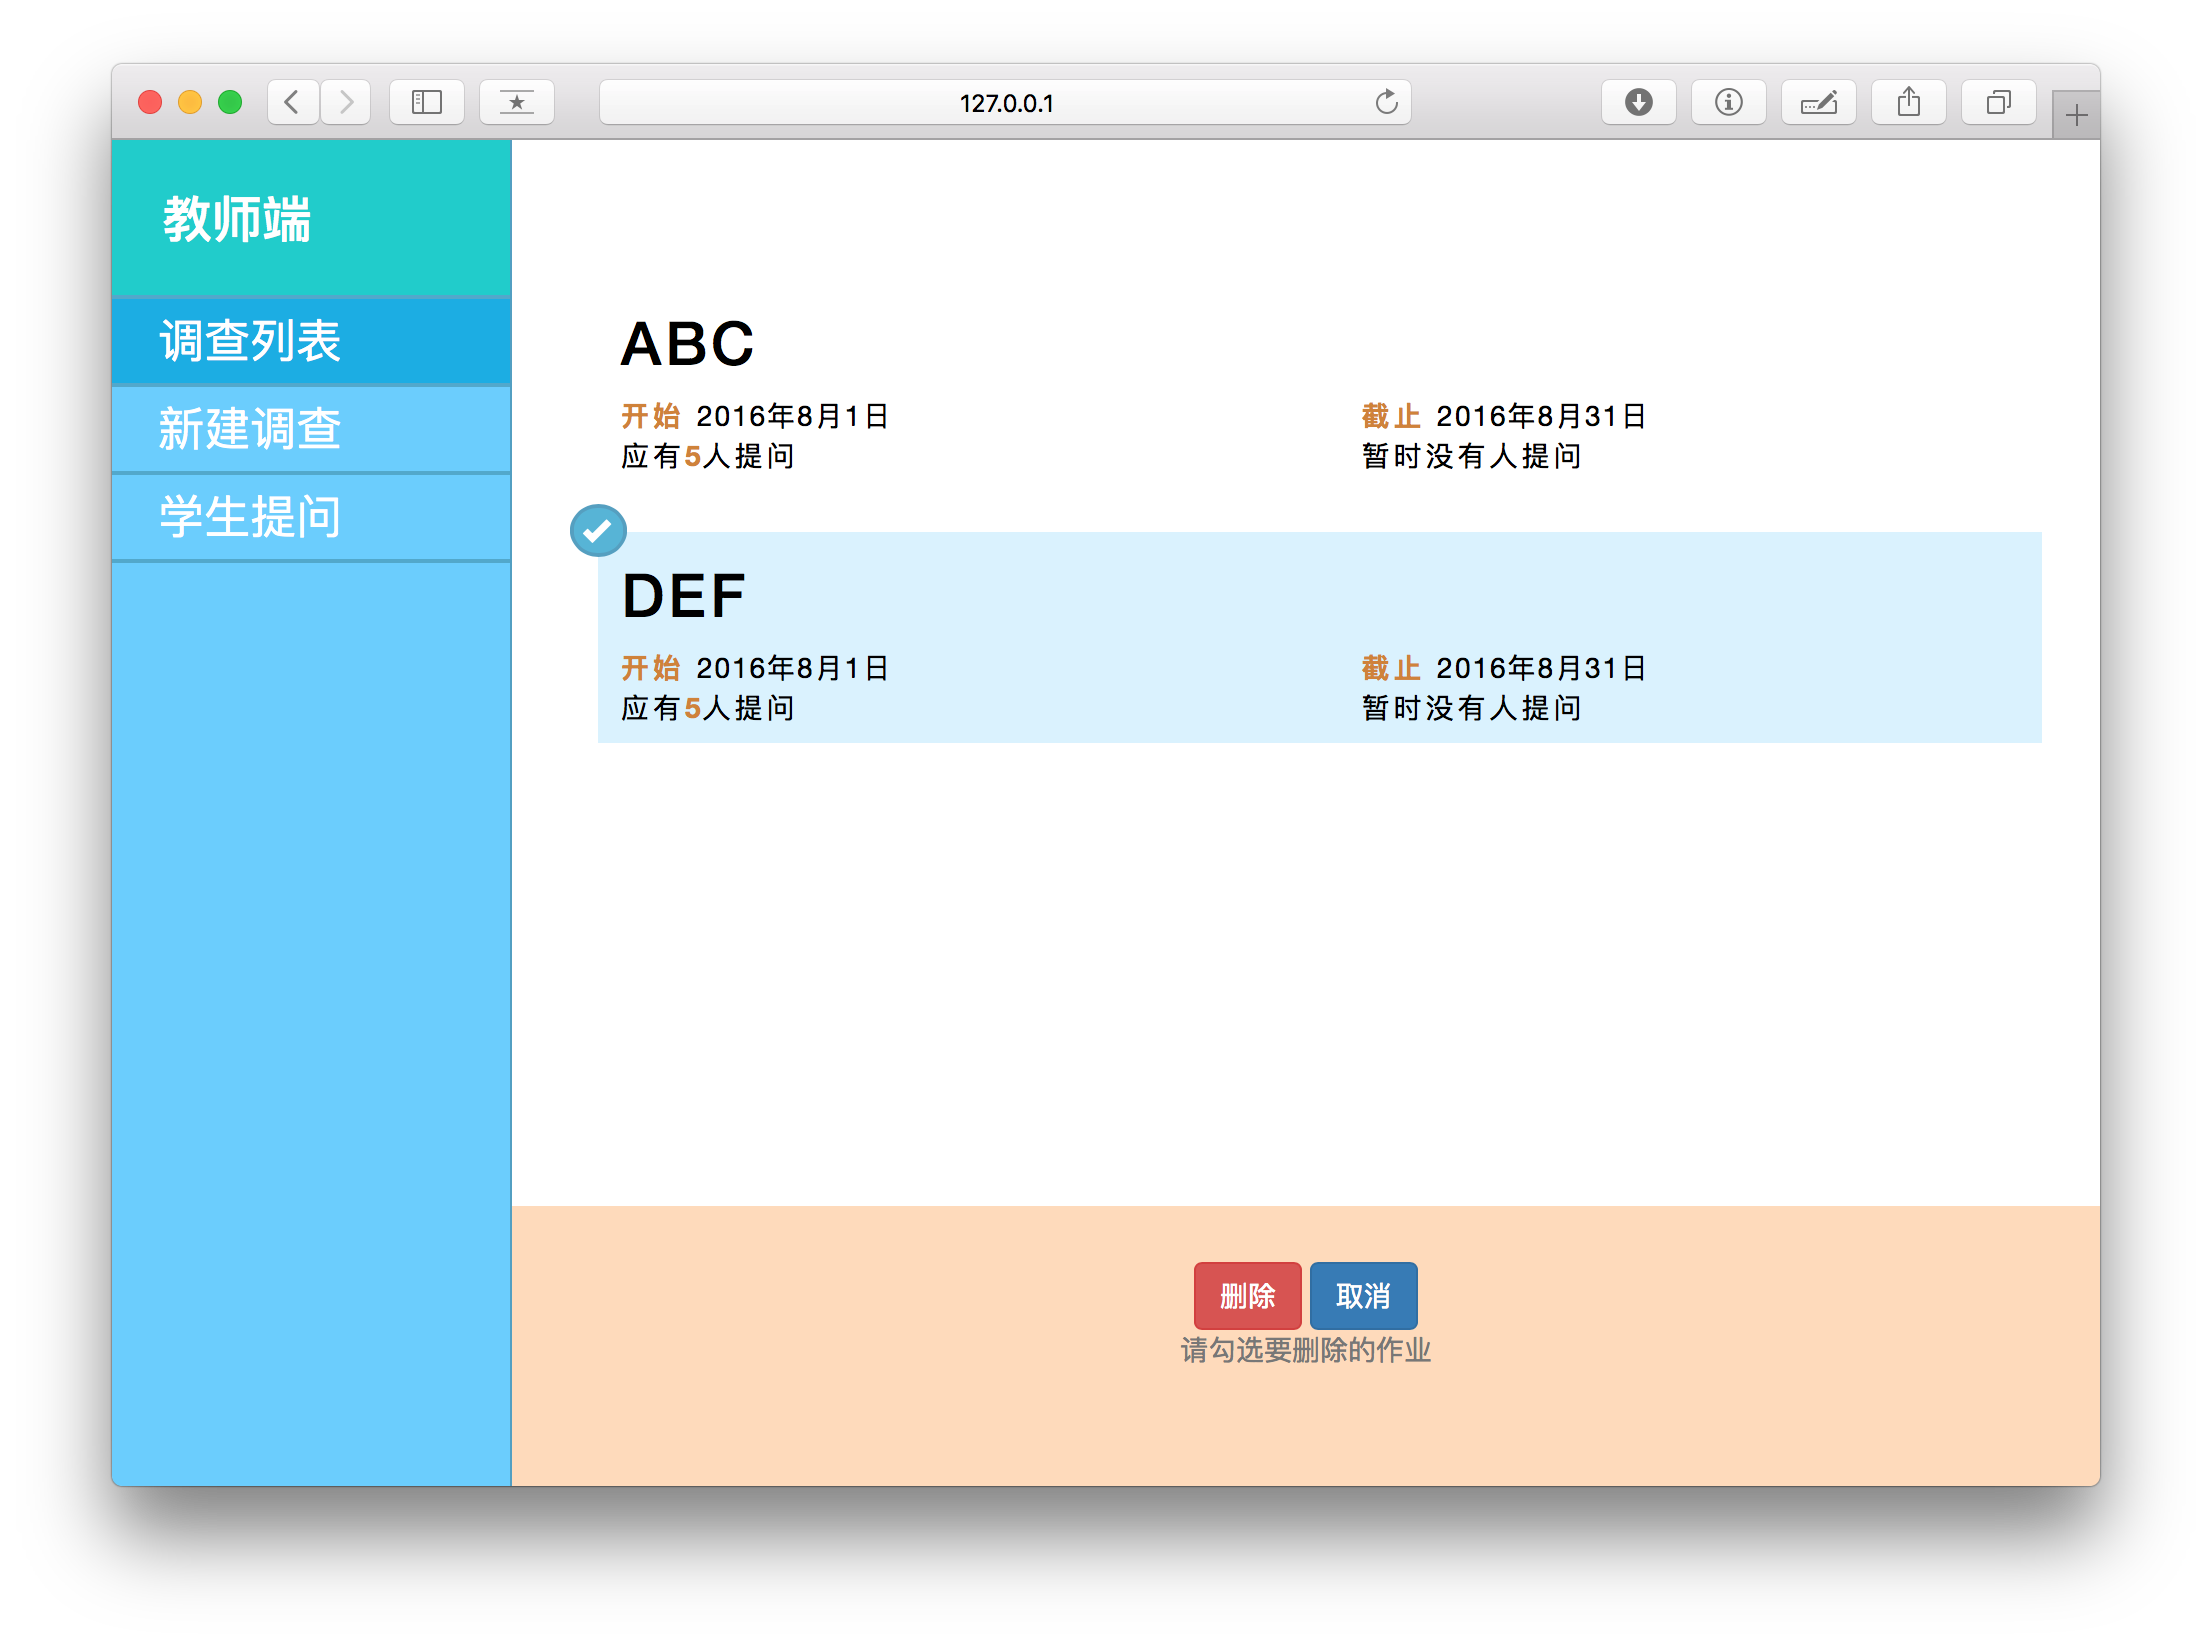 127.0.0.1
教师端
调查列表
新建调查
学生提问
ABC
开始 2016年8月1日 截止 2016年8月31日
应有5人提问 暂时没有人提问
DEF
开始 2016年8月1日 截止 2016年8月31日
应有5人提问 暂时没有人提问
删除 取消
请勾选要删除的作业